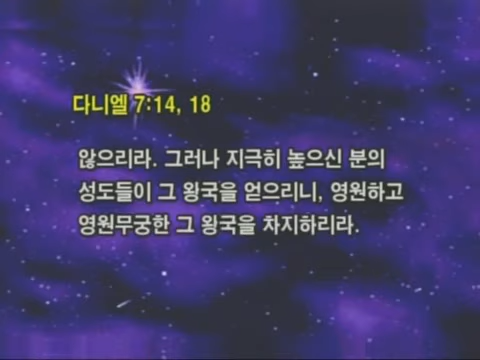 다니엘 7:14, 18
않으리라. 그러나 지극히 높으신 분의
성도들이 그 왕국을 얻으리니, 영원하고
영원무궁한 그 왕국을 차지하리라.